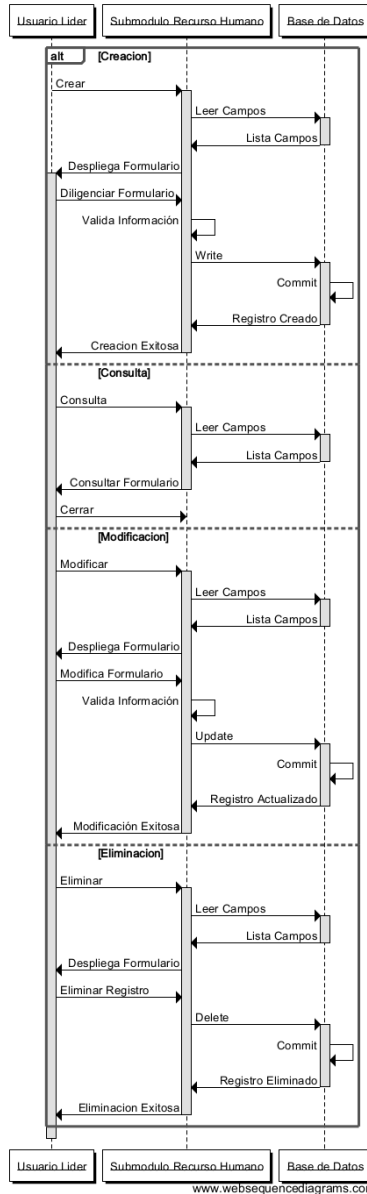 Usuario Lider
Submodulo Recurso Humano
Base de Datos
alt [Creacion]
Crear
Leer Campos
Lista Campos
Despliega Formulario
Diligenciar Formulario
Valida Información
Write
Commit
Registro Creado
Creacion Exitosa
[Consulta]
Consulta
Leer Campos
Lista Campos
Consultar Formulario
Cerrar
[Modificacion]
Modificar
Leer Campos
Lista Campos
Despliega Formulario
Modifica Formulario
Valida Información
Update
Commit
Registro Actualizado
Modificación Exitosa
[Eliminacion]
Eliminar
Leer Campos
Lista Campos
Despliega Formulario
Eliminar Registro
Delete
Commit
Registro Eliminado
Eliminacion Exitosa
Usuario Lider
Submodulo Recurso Humano
Base de Datos
www.websequencediagrams.com